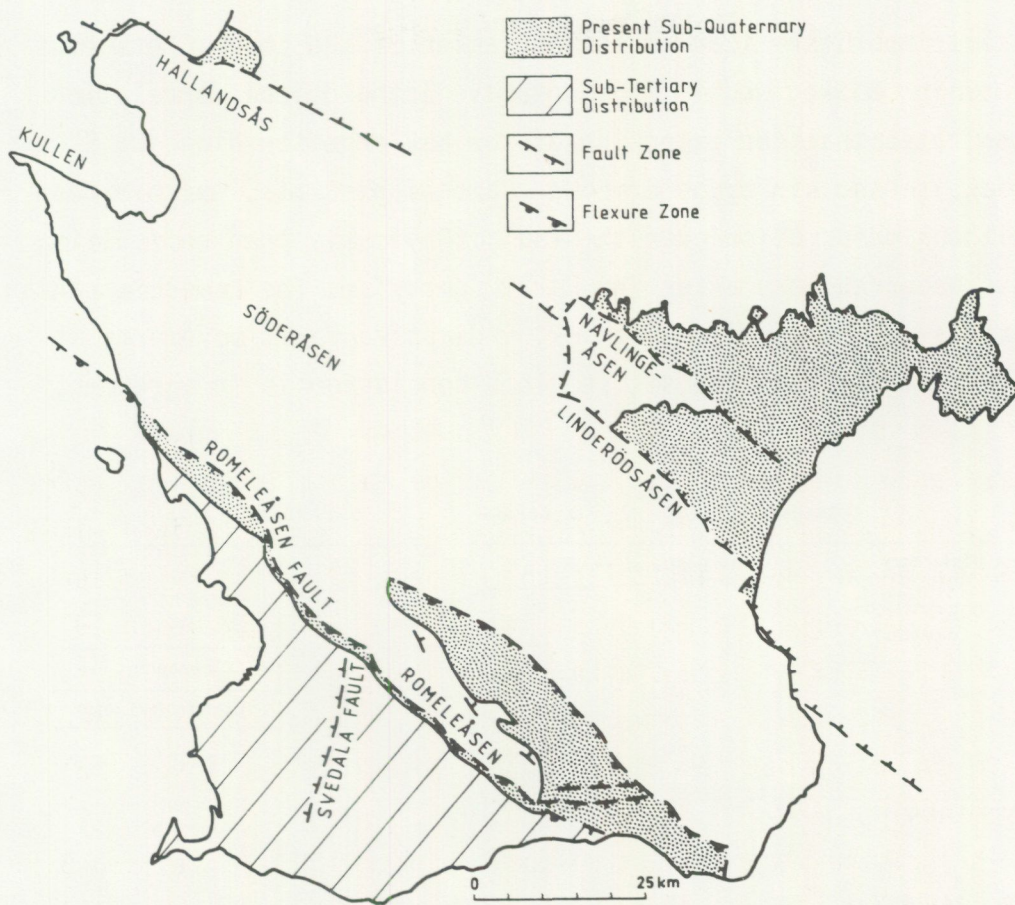 Present Sub-Quaternary
Distribution
Sub-Tertiary
Distribution
Fault Zone
Flexure Zone
HALLANDSÅS
KULLEN
SÖDERÅSEN
NÄVLINGE-
ÅSEN
LINDERÖDSÅSEN
ROMELEÅSEN FAULT
ROMELEÅSEN
SVEDALA FAULT
0 25 km